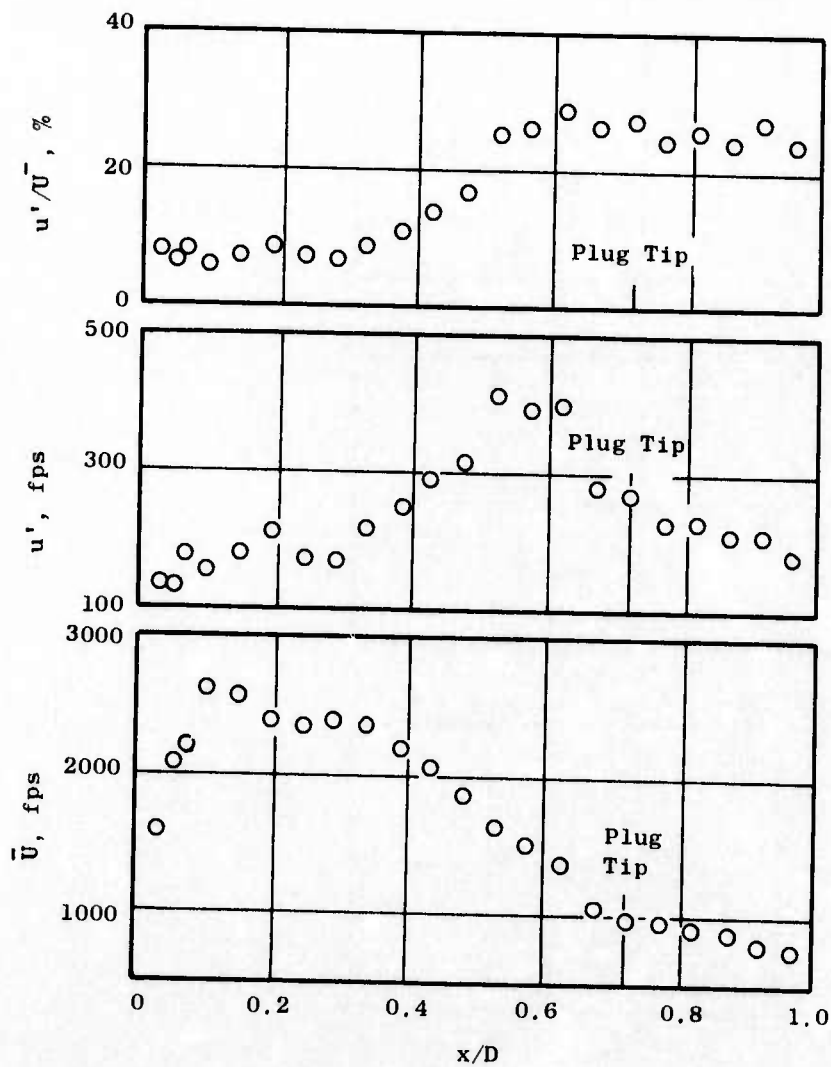 40
20
0
u'/U̅ , %
Plug Tip
500
300
100
u', fps
Plug Tip
3000
2000
1000
U̅, fps
Plug
Tip
0 0.2 0.4 0.6 0.8 1.0
x/D